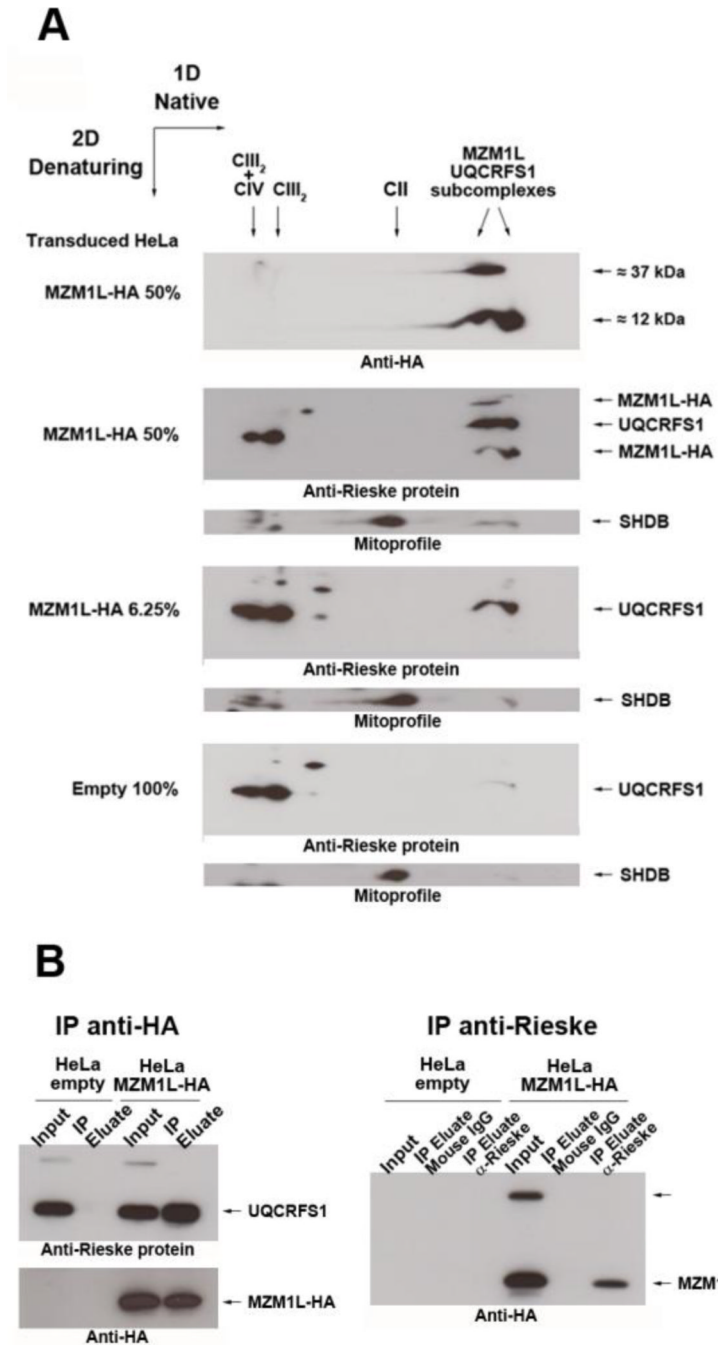 A
1D
Native
2D
Denaturing
CIII2
+
CIV
CIII2
CII
MZM1L
UQCRFS1
subcomplexes
Transduced HeLa
MZM1L-HA 50%
≈ 37 kDa
≈ 12 kDa
Anti-HA
MZM1L-HA 50%
MZM1L-HA
UQCRFS1
MZM1L-HA
Anti-Rieske protein
SHDB
Mitoprofile
MZM1L-HA 6.25%
UQCRFS1
Anti-Rieske protein
SHDB
Mitoprofile
Empty 100%
UQCRFS1
Anti-Rieske protein
SHDB
Mitoprofile
B
IP anti-HA
HeLa
empty
HeLa
MZM1L-HA
Input
IP
Eluate
Input
IP
Eluate
UQCRFS1
Anti-Rieske protein
MZM1L-HA
Anti-HA
IP anti-Rieske
HeLa
empty
HeLa
MZM1L-HA
Input
IP Eluate
Mouse IgG
IP Eluate
α-Rieske
Input
IP Eluate
Mouse IgG
IP Eluate
α-Rieske
MZM1
Anti-HA